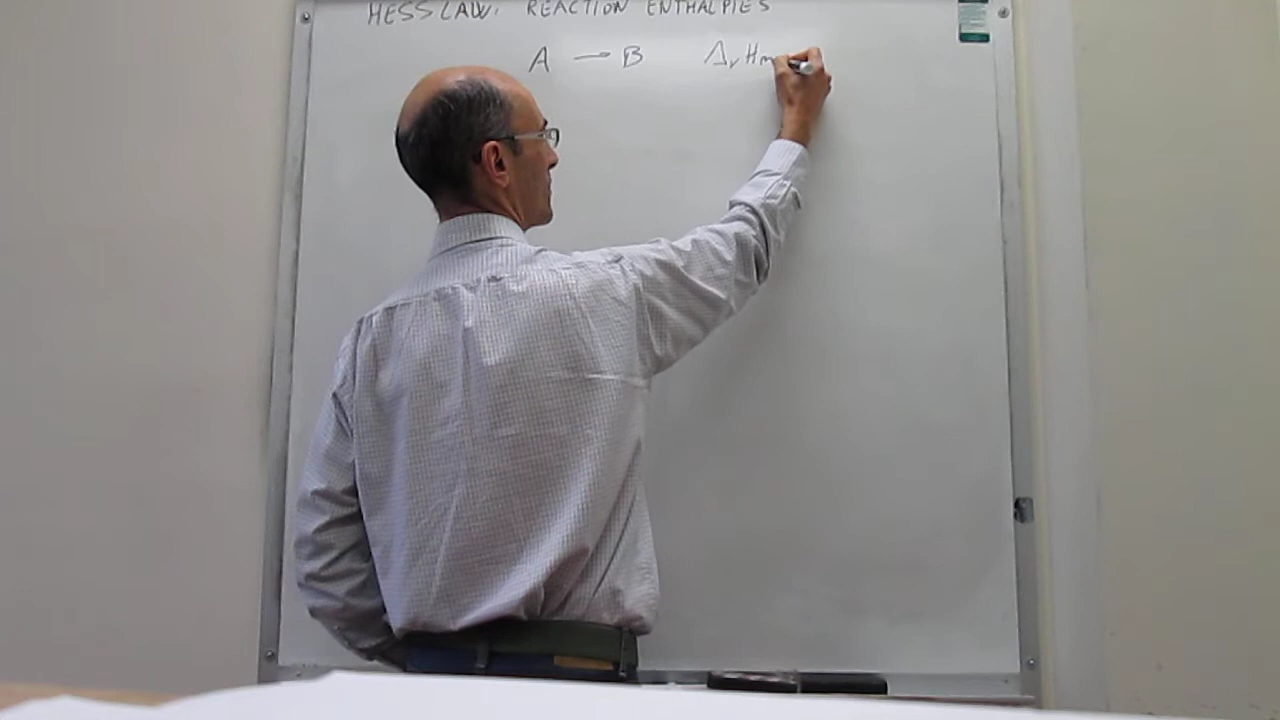 HESS LAW. REACTION ENTHALPIES
A → B ΔrHm